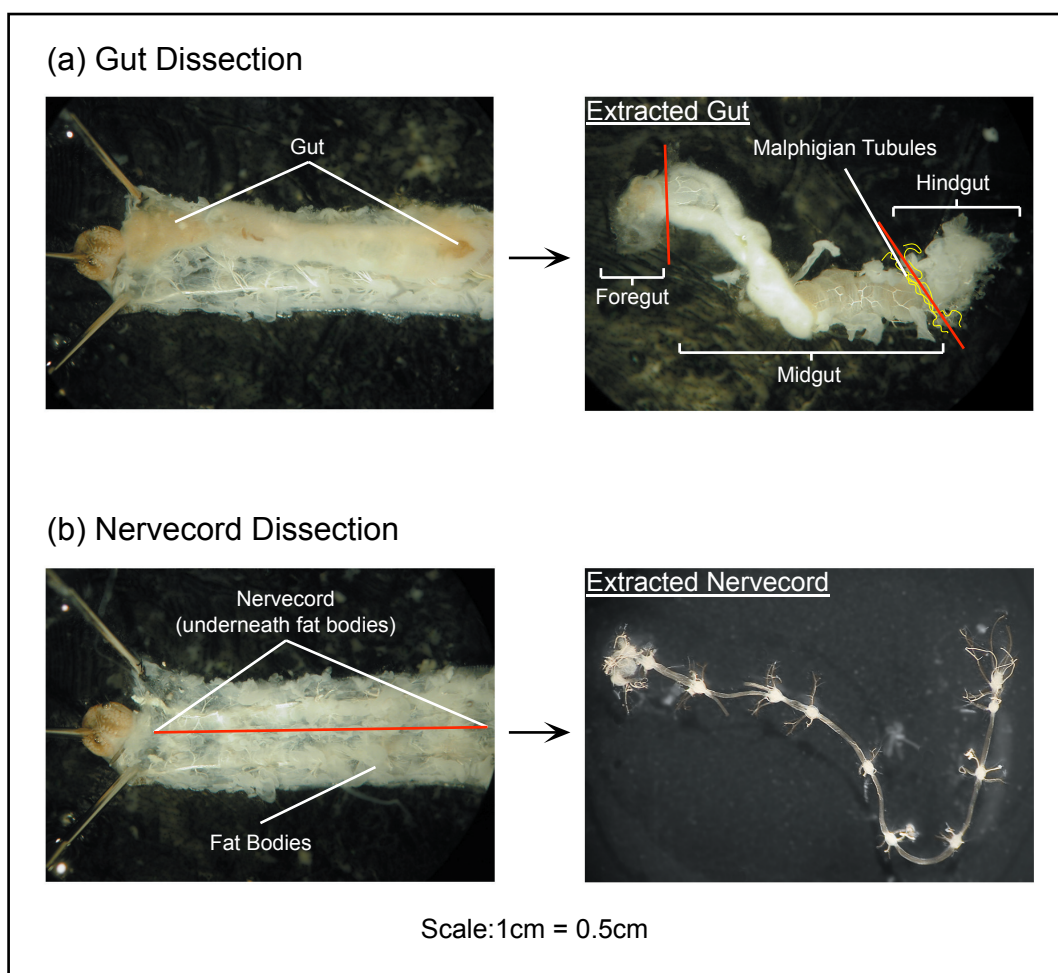 (a) Gut Dissection
Gut
Extracted Gut
Malphigian Tubules
Hindgut
Foregut
Midgut
(b) Nervecord Dissection
Nervecord
(underneath fat bodies)
Fat Bodies
Extracted Nervecord
Scale:1cm = 0.5cm